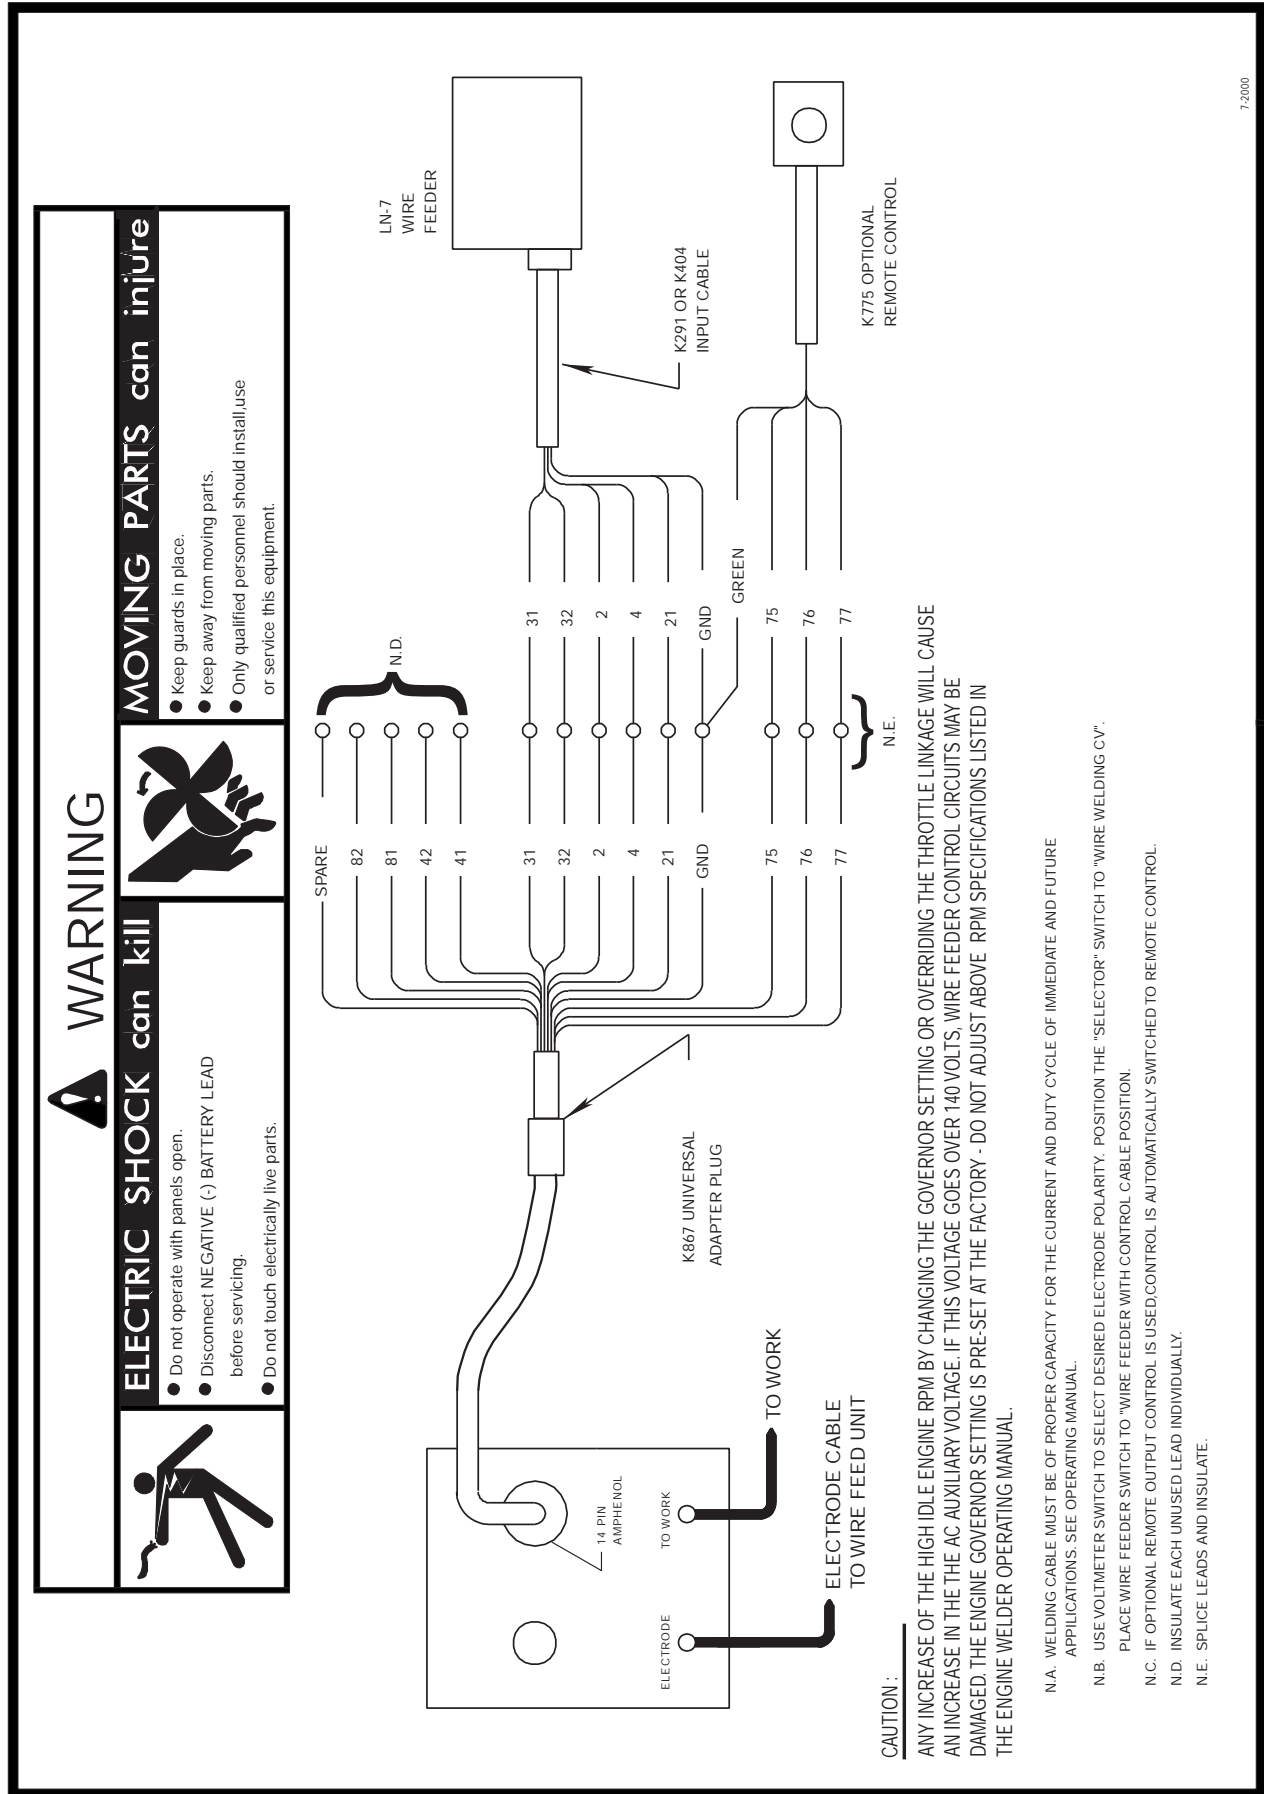 WARNING
ELECTRIC SHOCK can kill
● Do not operate with panels open.
● Disconnect NEGATIVE (-) BATTERY LEAD
before servicing.
● Do not touch electrically live parts.
MOVING PARTS can injure
● Keep guards in place.
● Keep away from moving parts.
● Only qualified personnel should install,use
or service this equipment.
ELECTRODE
TO WORK
14 PIN
AMPHENOL
ELECTRODE CABLE
TO WIRE FEED UNIT
TO WORK
K867 UNIVERSAL
ADAPTER PLUG
SPARE
82
81
42
41
31
32
2
4
21
GND
75
76
77
N.D.
31
32
2
4
21
GND
GREEN
75
76
77
N.E.
LN-7
WIRE
FEEDER
K291 OR K404
INPUT CABLE
K775 OPTIONAL
REMOTE CONTROL
CAUTION :
ANY INCREASE OF THE HIGH IDLE ENGINE RPM BY CHANGING THE GOVERNOR SETTING OR OVERRIDING THE THROTTLE LINKAGE WILL CAUSE
AN INCREASE IN THE THE AC AUXILIARY VOLTAGE. IF THIS VOLTAGE GOES OVER 140 VOLTS, WIRE FEEDER CONTROL CIRCUITS MAY BE
DAMAGED. THE ENGINE GOVERNOR SETTING IS PRE-SET AT THE FACTORY - DO NOT ADJUST ABOVE RPM SPECIFICATIONS LISTED IN
THE ENGINE WELDER OPERATING MANUAL.
N.A. WELDING CABLE MUST BE OF PROPER CAPACITY FOR THE CURRENT AND DUTY CYCLE OF IMMEDIATE AND FUTURE
APPLICATIONS. SEE OPERATING MANUAL.
N.B. USE VOLTMETER SWITCH TO SELECT DESIRED ELECTRODE POLARITY. POSITION THE "SELECTOR" SWITCH TO "WIRE WELDING CV".
PLACE WIRE FEEDER SWITCH TO "WIRE FEEDER WITH CONTROL CABLE POSITION.
N.C. IF OPTIONAL REMOTE OUTPUT CONTROL IS USED,CONTROL IS AUTOMATICALLY SWITCHED TO REMOTE CONTROL.
N.D. INSULATE EACH UNUSED LEAD INDIVIDUALLY.
N.E. SPLICE LEADS AND INSULATE.
7-2000